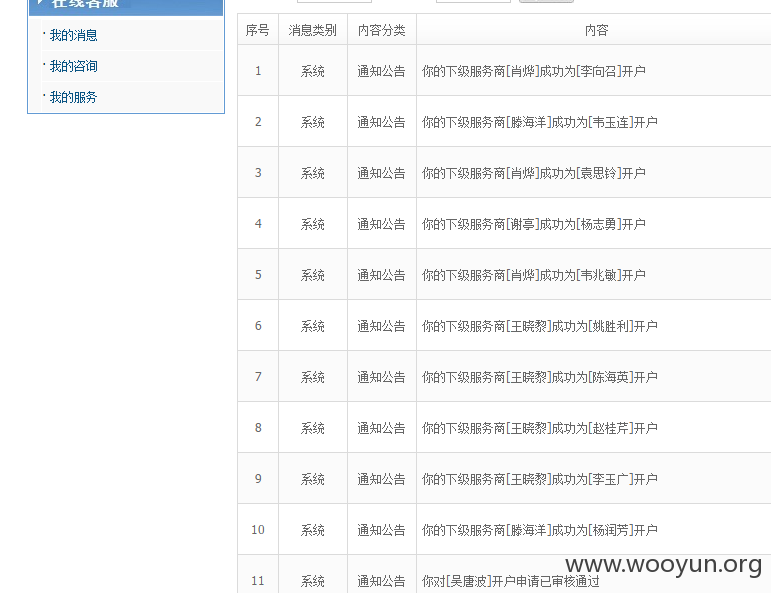 在线客服
我的消息
我的咨询
我的服务
序号 消息类别 内容分类 内容
1 系统 通知公告 你的下级服务商[肖烨]成功为[李向召]开户
2 系统 通知公告 你的下级服务商[滕海洋]成功为[韦玉连]开户
3 系统 通知公告 你的下级服务商[肖烨]成功为[袁思铃]开户
4 系统 通知公告 你的下级服务商[谢亭]成功为[杨志勇]开户
5 系统 通知公告 你的下级服务商[肖烨]成功为[韦兆敏]开户
6 系统 通知公告 你的下级服务商[王晓黎]成功为[姚胜利]开户
7 系统 通知公告 你的下级服务商[王晓黎]成功为[陈海英]开户
8 系统 通知公告 你的下级服务商[王晓黎]成功为[赵桂芹]开户
9 系统 通知公告 你的下级服务商[王晓黎]成功为[李玉广]开户
10 系统 通知公告 你的下级服务商[滕海洋]成功为[杨润芳]开户
11 系统 通知公告 你对[吴唐波]开户申请已审核通过
www.wooyun.org